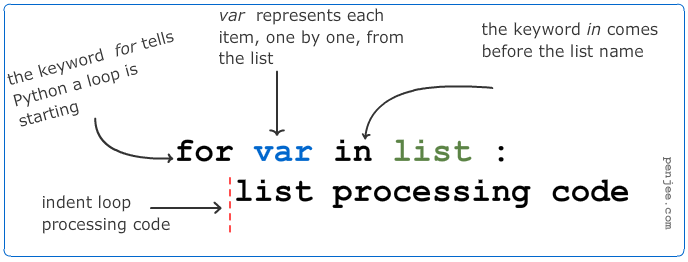 the keyword for tells
Python a loop is
starting
var represents each
item, one by one, from
the list
the keyword in comes
before the list name
for var in list :
list processing code
indent loop
processing code
penjee.com